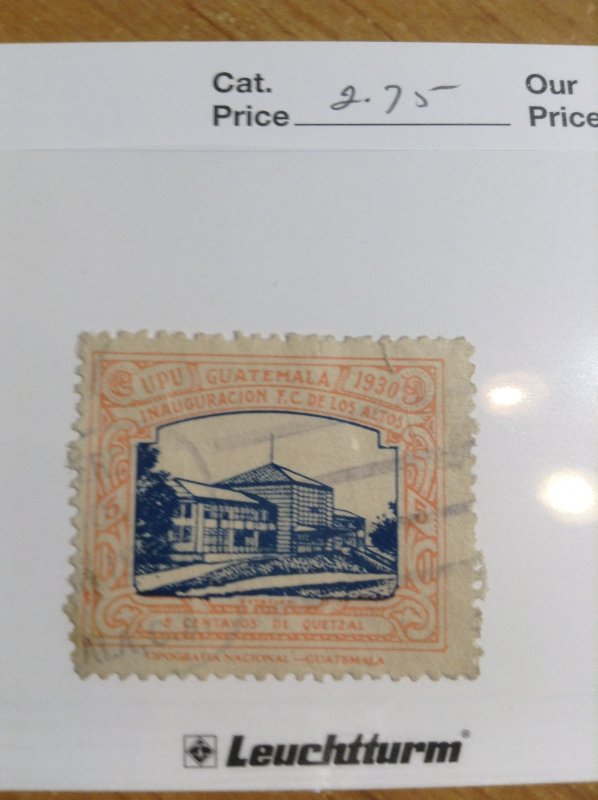 Cat. Our
Price 2.75 Price
UPU GUATEMALA 1930
INAUGURACION F.C. DE LOS ALTOS
5 5
5 CENTAVOS DE QUETZAL
TIPOGRAFIA NACIONAL-GUATEMALA
Leuchtturm®